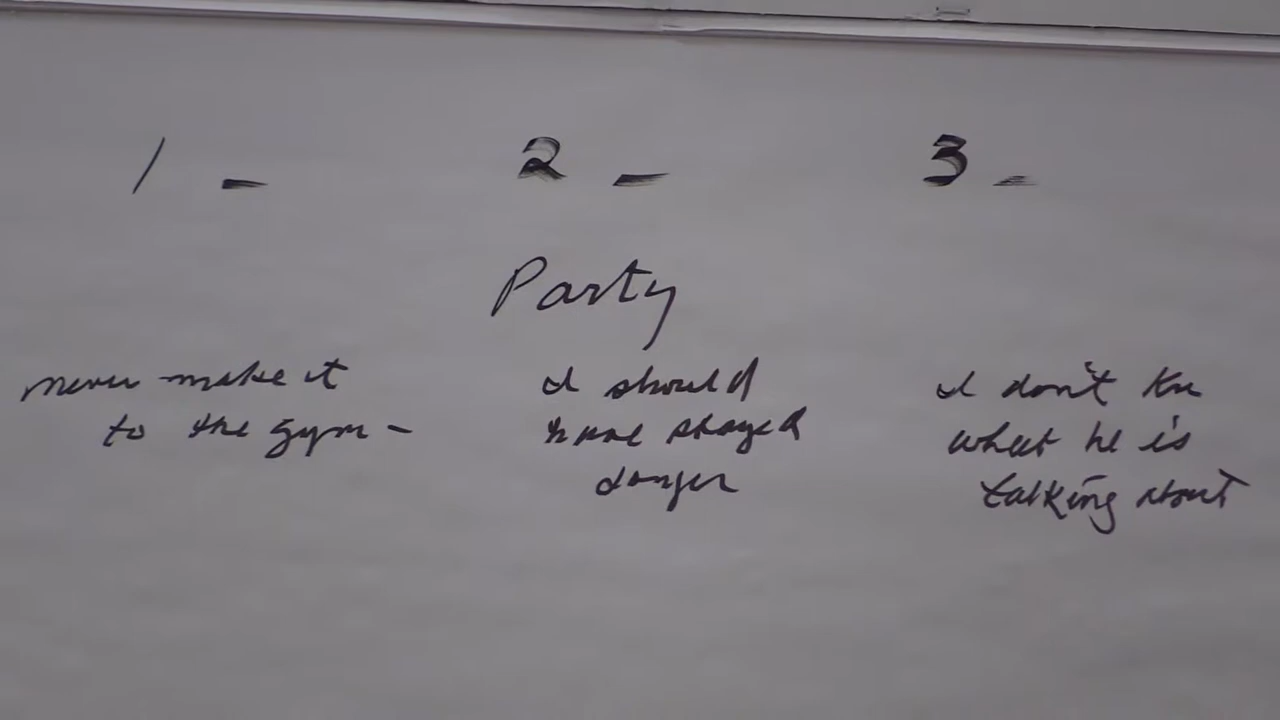 1 -
2 -
3 -
Party
never make it
to the gym -
I should
have stayed
I don't Kn
what he is
talking about